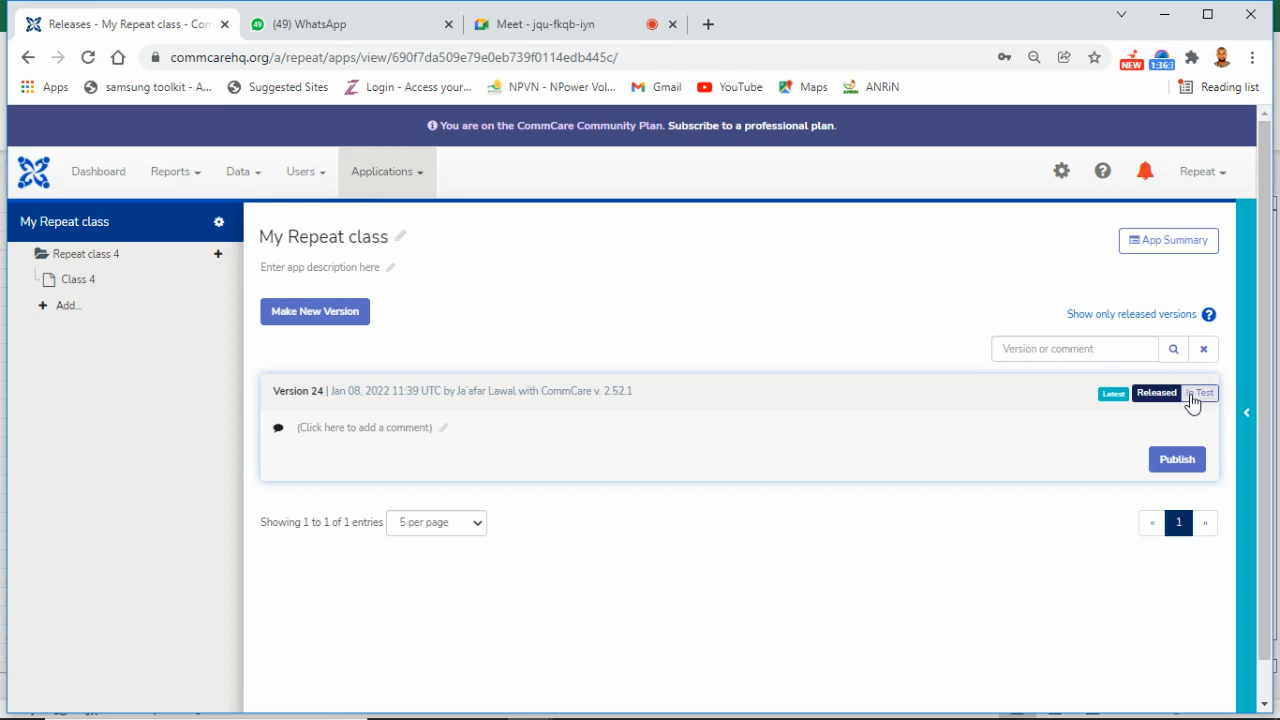 Releases - My Repeat class - Con
(49) WhatsApp
Meet - jqu-fkqb-iyn
commcarehq.org/a/repeat/apps/view/690f7da509e79e0eb739f0114edb445c/
NEW
1:36:3
Apps
samsung toolkit - A...
Suggested Sites
Login - Access your...
NPVN - NPower Vol...
Gmail
YouTube
Maps
ANRiN
Reading list
You are on the CommCare Community Plan. Subscribe to a professional plan.
Dashboard
Reports
Data
Users
Applications
Repeat
My Repeat class
Repeat class 4
Class 4
Add...
My Repeat class
App Summary
Enter app description here
Make New Version
Show only released versions
Version or comment
Version 24 | Jan 08, 2022 11:39 UTC by Ja'afar Lawal with CommCare v. 2.52.1
Latest
Released
In Test
(Click here to add a comment)
Publish
Showing 1 to 1 of 1 entries
5 per page
« 1 »